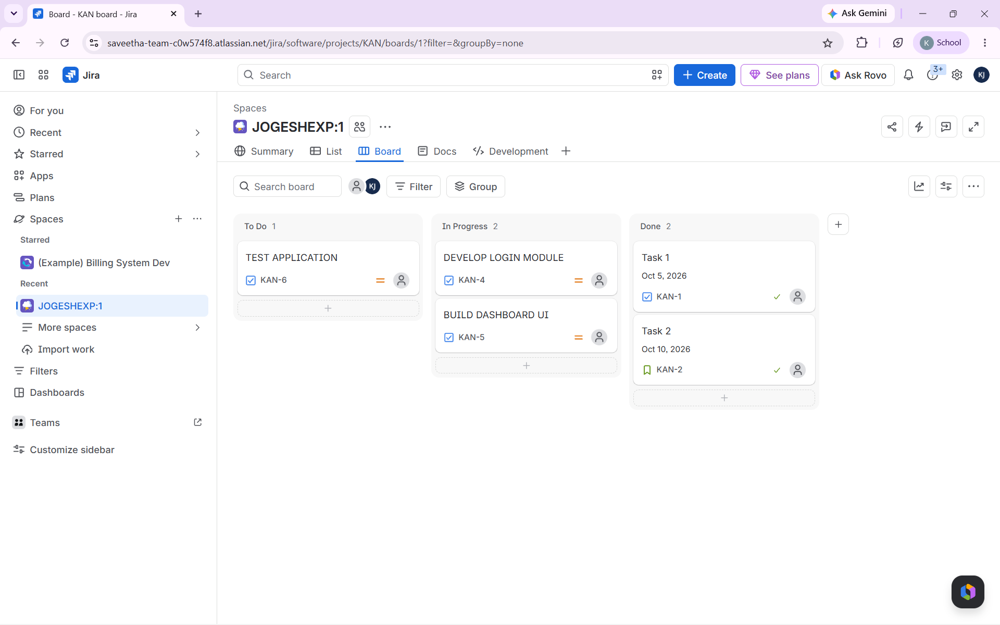 Board - KAN board - Jira
Ask Gemini
saveetha-team-c0w574f8.atlassian.net/jira/software/projects/KAN/boards/1?filter=&groupBy=none
K School
Jira
Search
Create
See plans
Ask Rovo
3+
KJ
For you
Recent
Starred
Apps
Plans
Spaces
Starred
(Example) Billing System Dev
Recent
JOGESHEXP:1
More spaces
Import work
Filters
Dashboards
Teams
Customize sidebar
Spaces
JOGESHEXP:1
Summary
List
Board
Docs
Development
Search board
KJ
Filter
Group
To Do 1
TEST APPLICATION
KAN-6
In Progress 2
DEVELOP LOGIN MODULE
KAN-4
BUILD DASHBOARD UI
KAN-5
Done 2
Task 1
Oct 5, 2026
KAN-1
Task 2
Oct 10, 2026
KAN-2